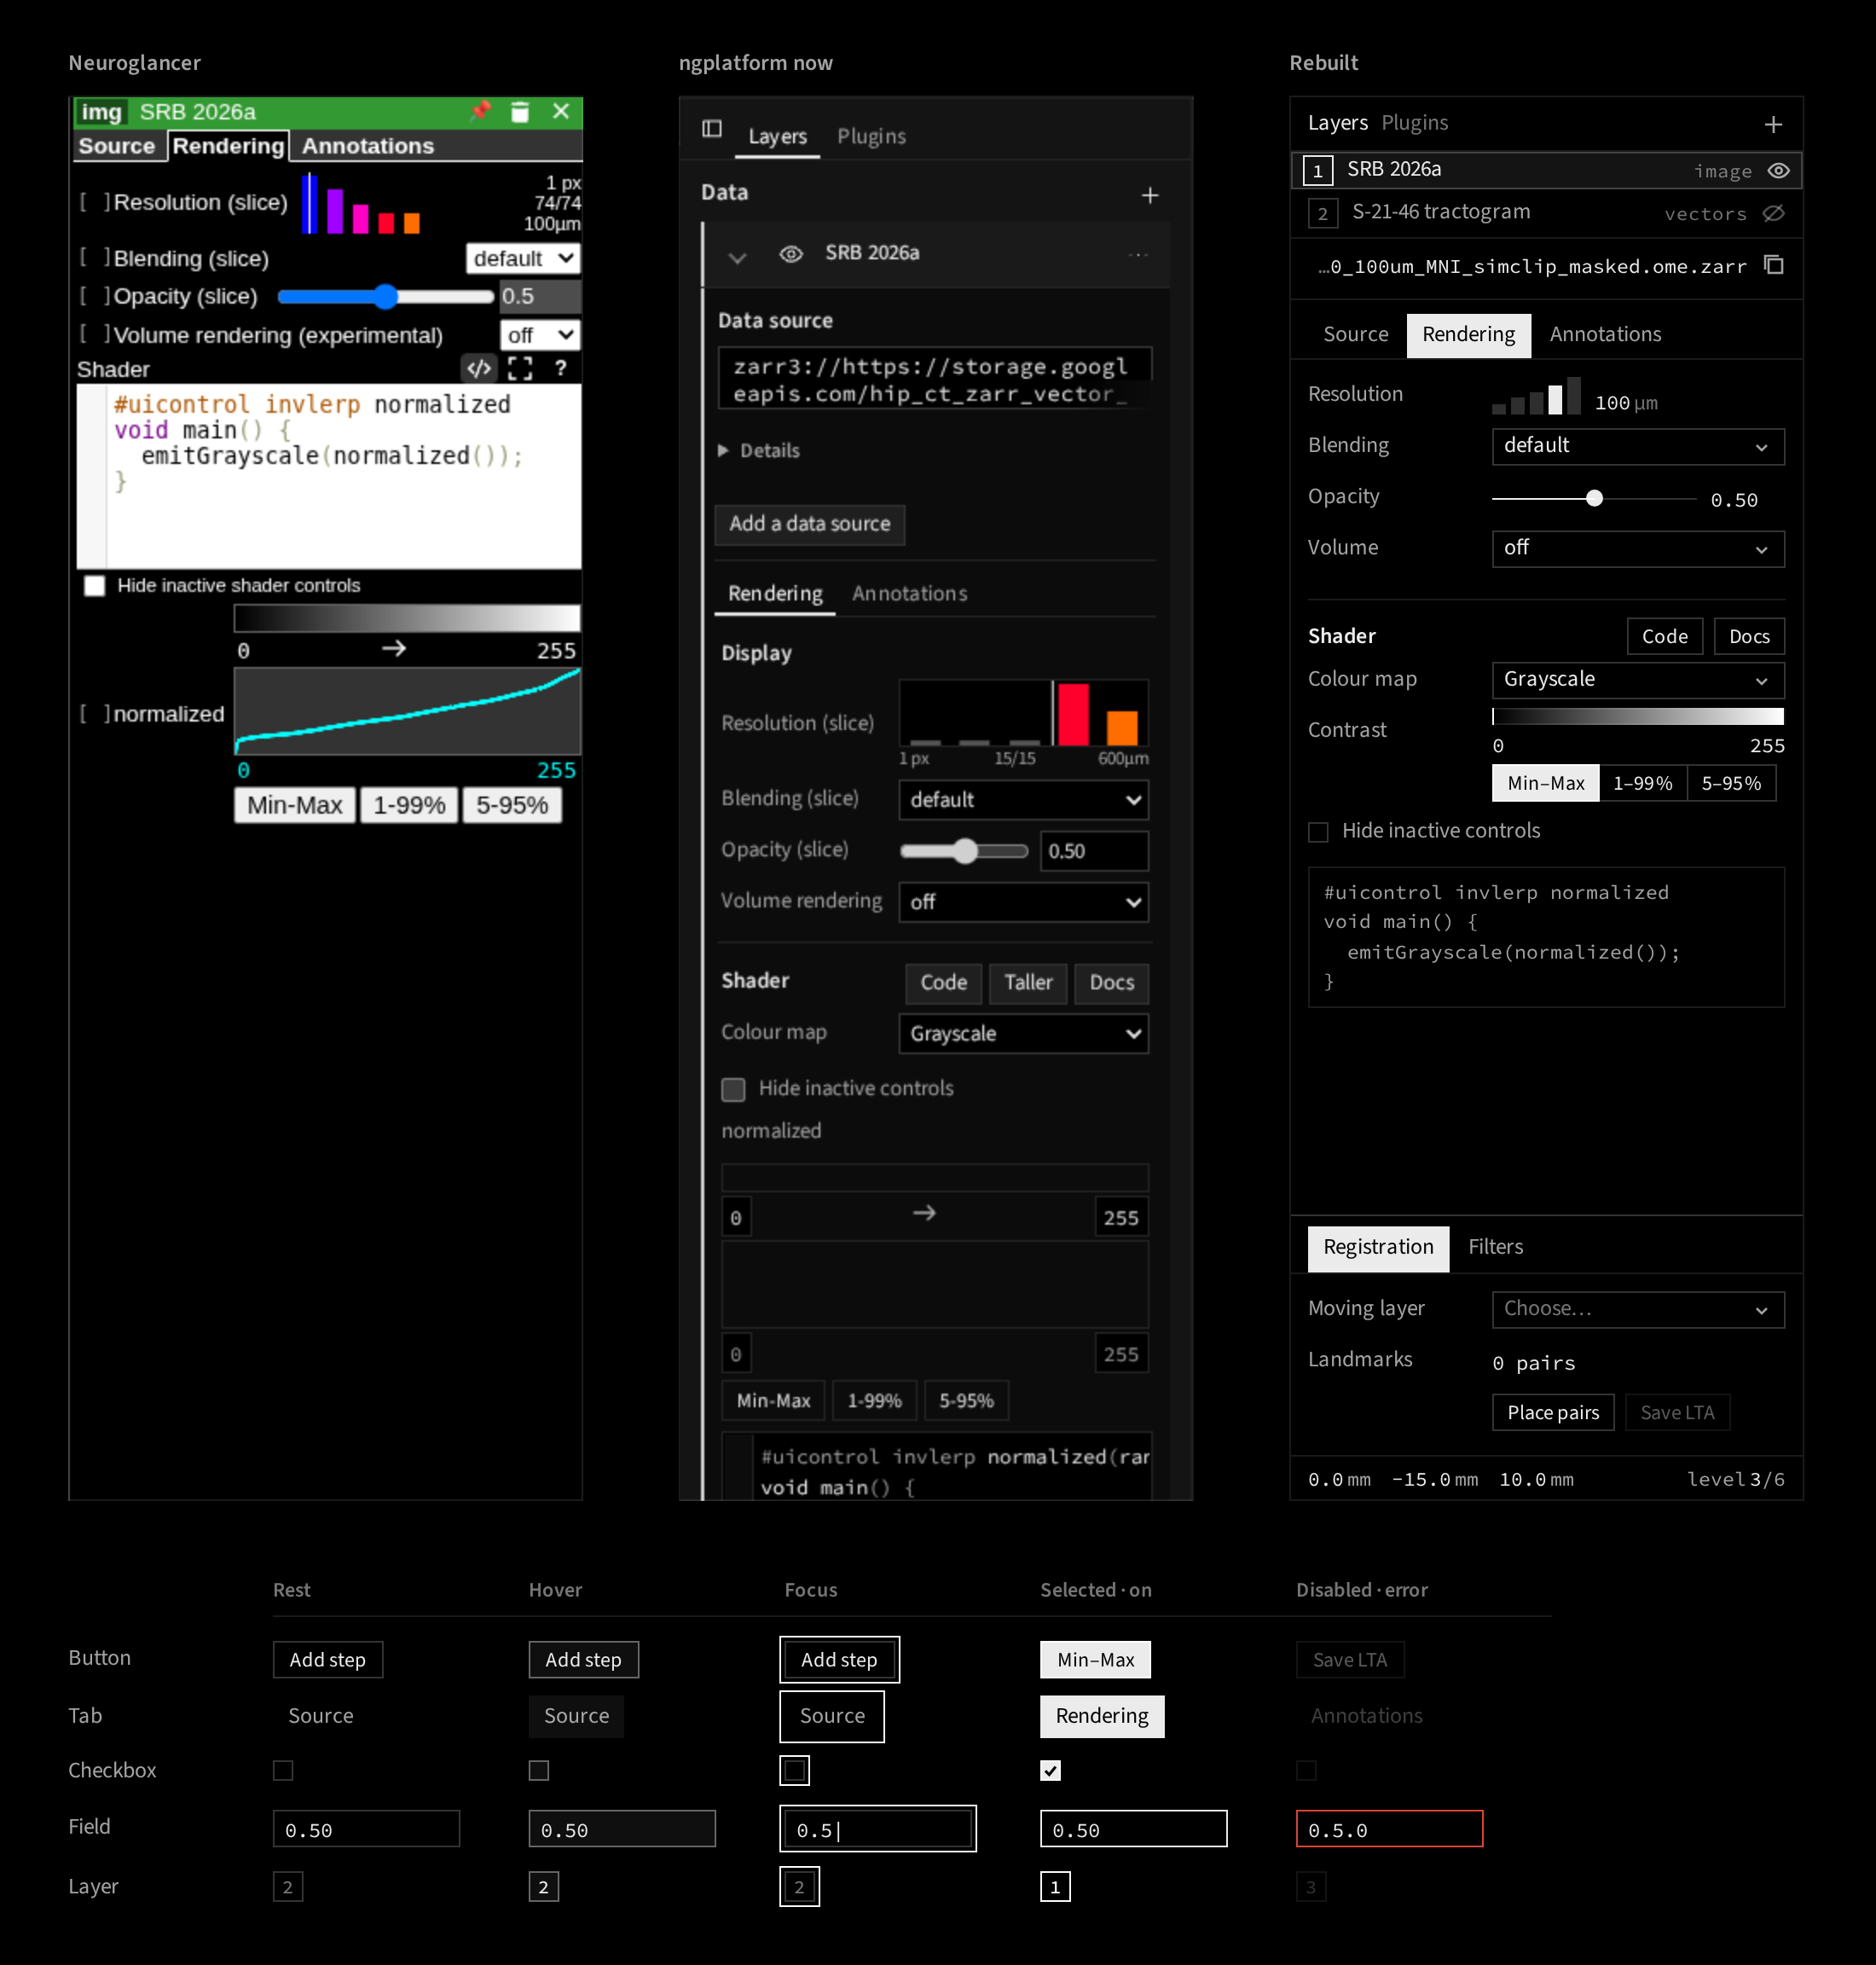 Neuroglancer
img SRB 2026a
Source Rendering Annotations
[ ] Resolution (slice)
1 px
74/74
100µm
[ ] Blending (slice) default
[ ] Opacity (slice) 0.5
[ ] Volume rendering (experimental) off
Shader </> ?
#uicontrol invlerp normalized
void main() {
emitGrayscale(normalized());
}
Hide inactive shader controls
0 → 255
[ ] normalized
0 255
Min-Max 1-99% 5-95%
ngplatform now
Layers Plugins
Data +
SRB 2026a ...
Data source
zarr3://https://storage.googl
eapis.com/hip_ct_zarr_vector_
Details
Add a data source
Rendering Annotations
Display
Resolution (slice)
1 px 15/15 600µm
Blending (slice) default
Opacity (slice) 0.50
Volume rendering off
Shader Code Taller Docs
Colour map Grayscale
Hide inactive controls
normalized
0 → 255
0 255
Min-Max 1-99% 5-95%
#uicontrol invlerp normalized(ran
void main() {
Rebuilt
Layers Plugins +
1 SRB 2026a image
2 S-21-46 tractogram vectors
…0_100um_MNI_simclip_masked.ome.zarr
Source Rendering Annotations
Resolution 100 µm
Blending default
Opacity 0.50
Volume off
Shader Code Docs
Colour map Grayscale
Contrast
0 255
Min–Max 1–99% 5–95%
Hide inactive controls
#uicontrol invlerp normalized
void main() {
emitGrayscale(normalized());
}
Registration Filters
Moving layer Choose…
Landmarks 0 pairs
Place pairs Save LTA
0.0 mm −15.0 mm 10.0 mm level 3/6
Rest Hover Focus Selected · on Disabled · error
Button Add step Add step Add step Min–Max Save LTA
Tab Source Source Source Rendering Annotations
Checkbox
Field 0.50 0.50 0.5| 0.50 0.5.0
Layer 2 2 2 1 3